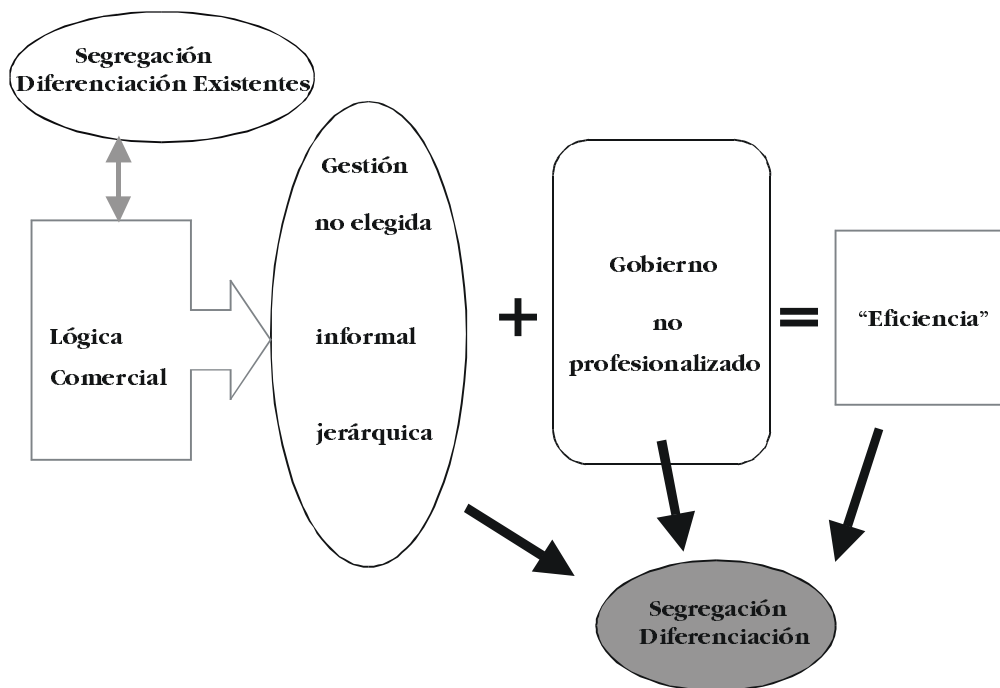 Segregación
Diferenciación Existentes
Lógica
Comercial
Gestión
no elegida
informal
jerárquica
+
Gobierno
no
profesionalizado
=
“Eficiencia”
Segregación
Diferenciación